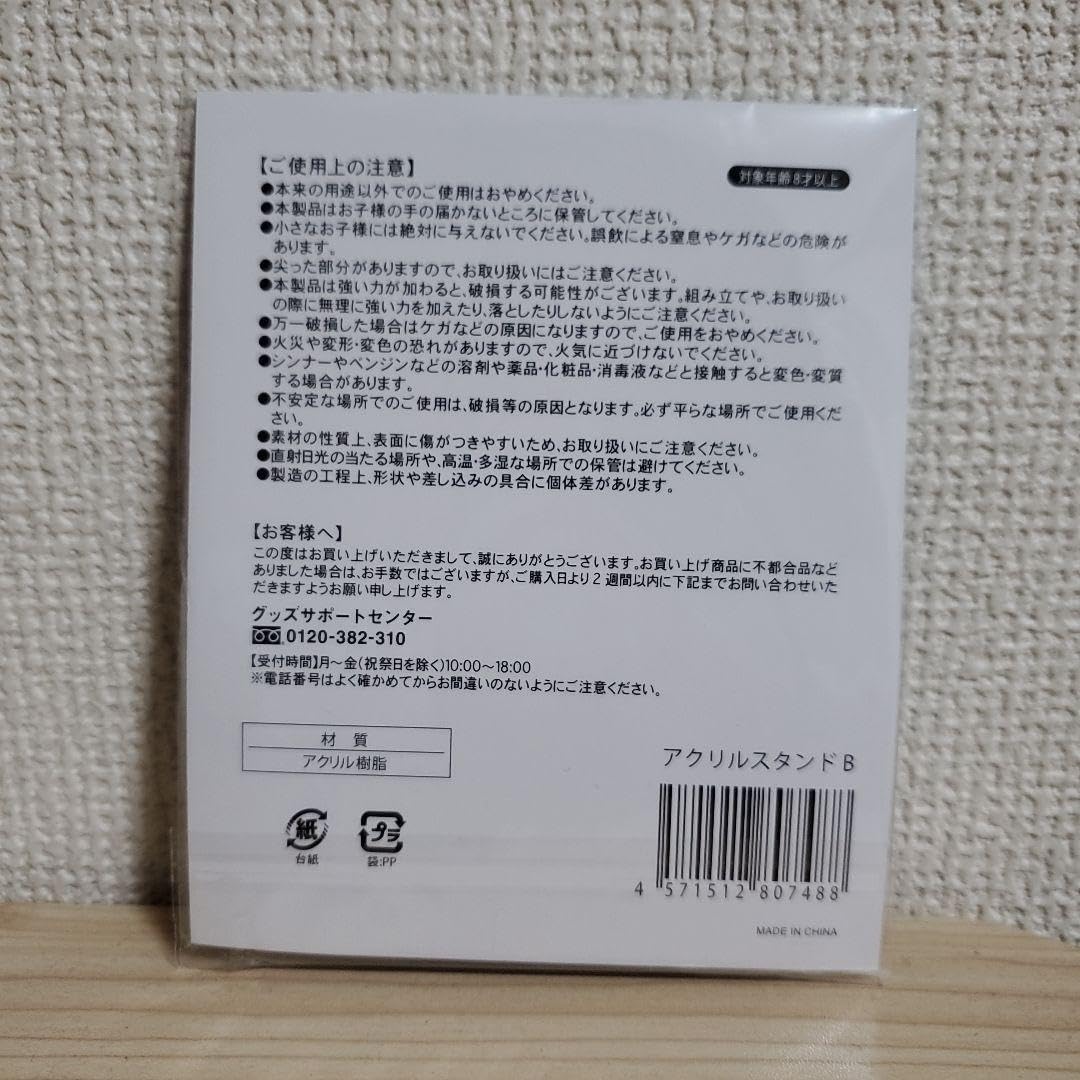 【ご使用上の注意】
対象年齢8才以上
●本来の用途以外でのご使用はおやめください。
●本製品はお子様の手の届かないところに保管してください。
●小さなお子様には絶対に与えないでください。誤飲による窒息やケガなどの危険が
あります。
●尖った部分がありますので、お取り扱いにはご注意ください。
●本製品は強い力が加わると、破損する可能性がございます。組み立てや、お取り扱い
の際に無理に強い力を加えたり、落としたりしないようにご注意ください。
●万一破損した場合はケガなどの原因になりますので、ご使用をおやめください。
●火災や変形・変色の恐れがありますので、火気に近づけないでください。
●シンナーやベンジンなどの溶剤や薬品・化粧品・消毒液などと接触すると変色・変質
する場合があります。
●不安定な場所でのご使用は、破損等の原因となります。必ず平らな場所でご使用くだ
さい。
●素材の性質上、表面に傷がつきやすいため、お取り扱いにご注意ください。
●直射日光の当たる場所や、高温・多湿な場所での保管は避けてください。
●製造の工程上、形状や差し込みの具合に個体差があります。
【お客様へ】
この度はお買い上げいただきまして、誠にありがとうございます。お買い上げ商品に不都合品など
ありました場合は、お手数ではございますが、ご購入日より2週間以内に下記までお問い合わせいた
だきますようお願い申し上げます。
グッズサポートセンター
0120-382-310
【受付時間】月～金(祝祭日を除く)10:00～18:00
※電話番号はよく確かめてからお間違いのないようにご注意ください。
材 質
アクリル樹脂
アクリルスタンドB
紙
台紙
プラ
袋:PP
4 571512 807488
MADE IN CHINA